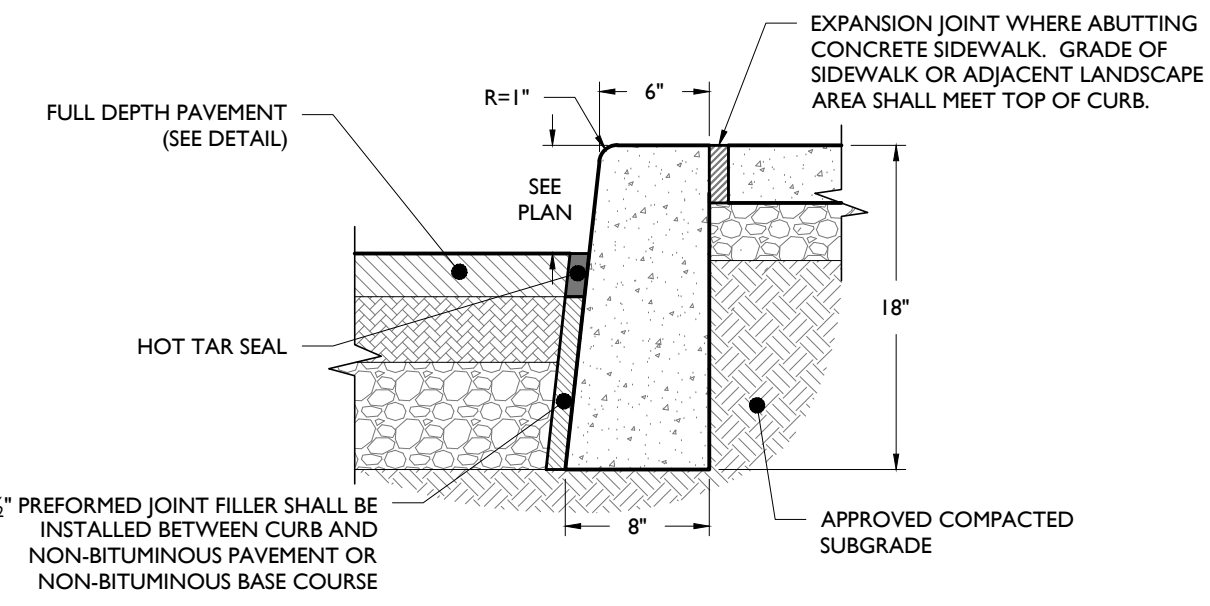 EXPANSION JOINT WHERE ABUTTING
CONCRETE SIDEWALK. GRADE OF
SIDEWALK OR ADJACENT LANDSCAPE
AREA SHALL MEET TOP OF CURB.
R=1"
6"
FULL DEPTH PAVEMENT
(SEE DETAIL)
SEE
PLAN
18"
HOT TAR SEAL
" PREFORMED JOINT FILLER SHALL BE
INSTALLED BETWEEN CURB AND
NON-BITUMINOUS PAVEMENT OR
NON-BITUMINOUS BASE COURSE
8"
APPROVED COMPACTED
SUBGRADE